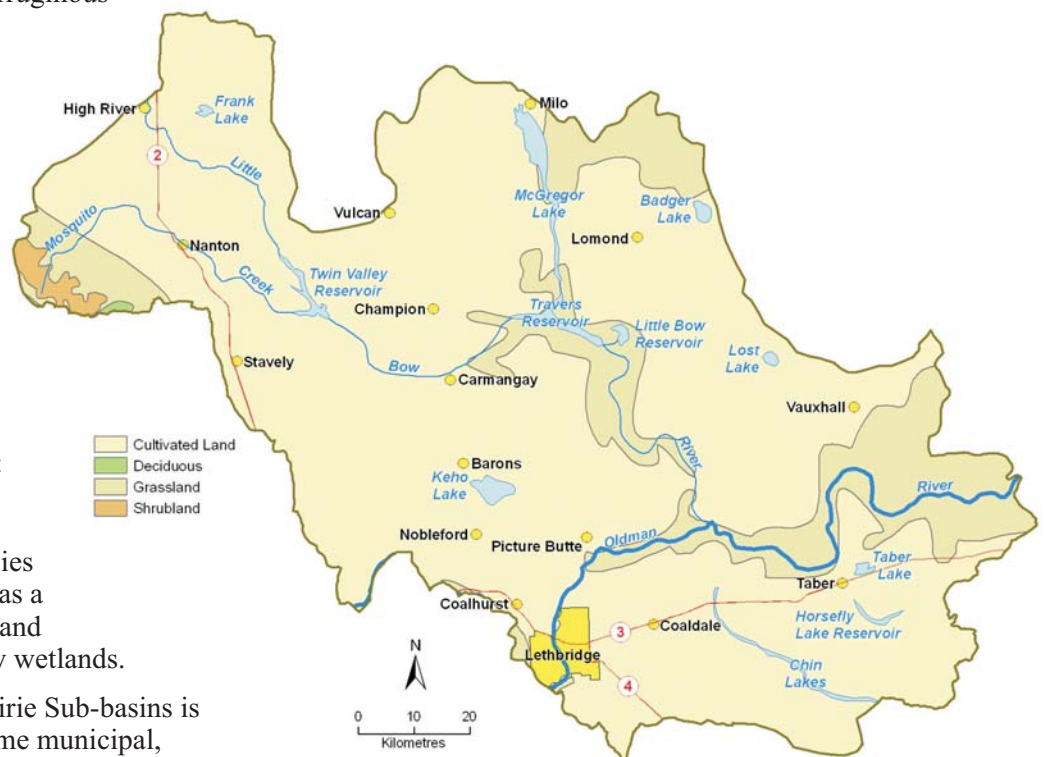 rruginous
High River
Frank
Lake
Milo
2
Little
McGregor
Lake
Badger
Lake
Vulcan
Lomond
Mosquito
Nanton
Creek
Twin Valley
Reservoir
Champion
Travers
Reservoir
Little Bow
Reservoir
Lost
Lake
Stavely
Bow
Carmangay
Vauxhall
Cultivated Land
Deciduous
Grassland
Shrubland
Barons
Keho
Lake
River
River
Nobleford
Picture Butte
Oldman
Taber
Lake
Taber
ies
as a
and
y wetlands.
Coalhurst
Horsefly
Lake Reservoir
3
Coaldale
Lethbridge
N
4
Chin
Lakes
irie Sub-basins is
me municipal,
0 10 20
Kilometres